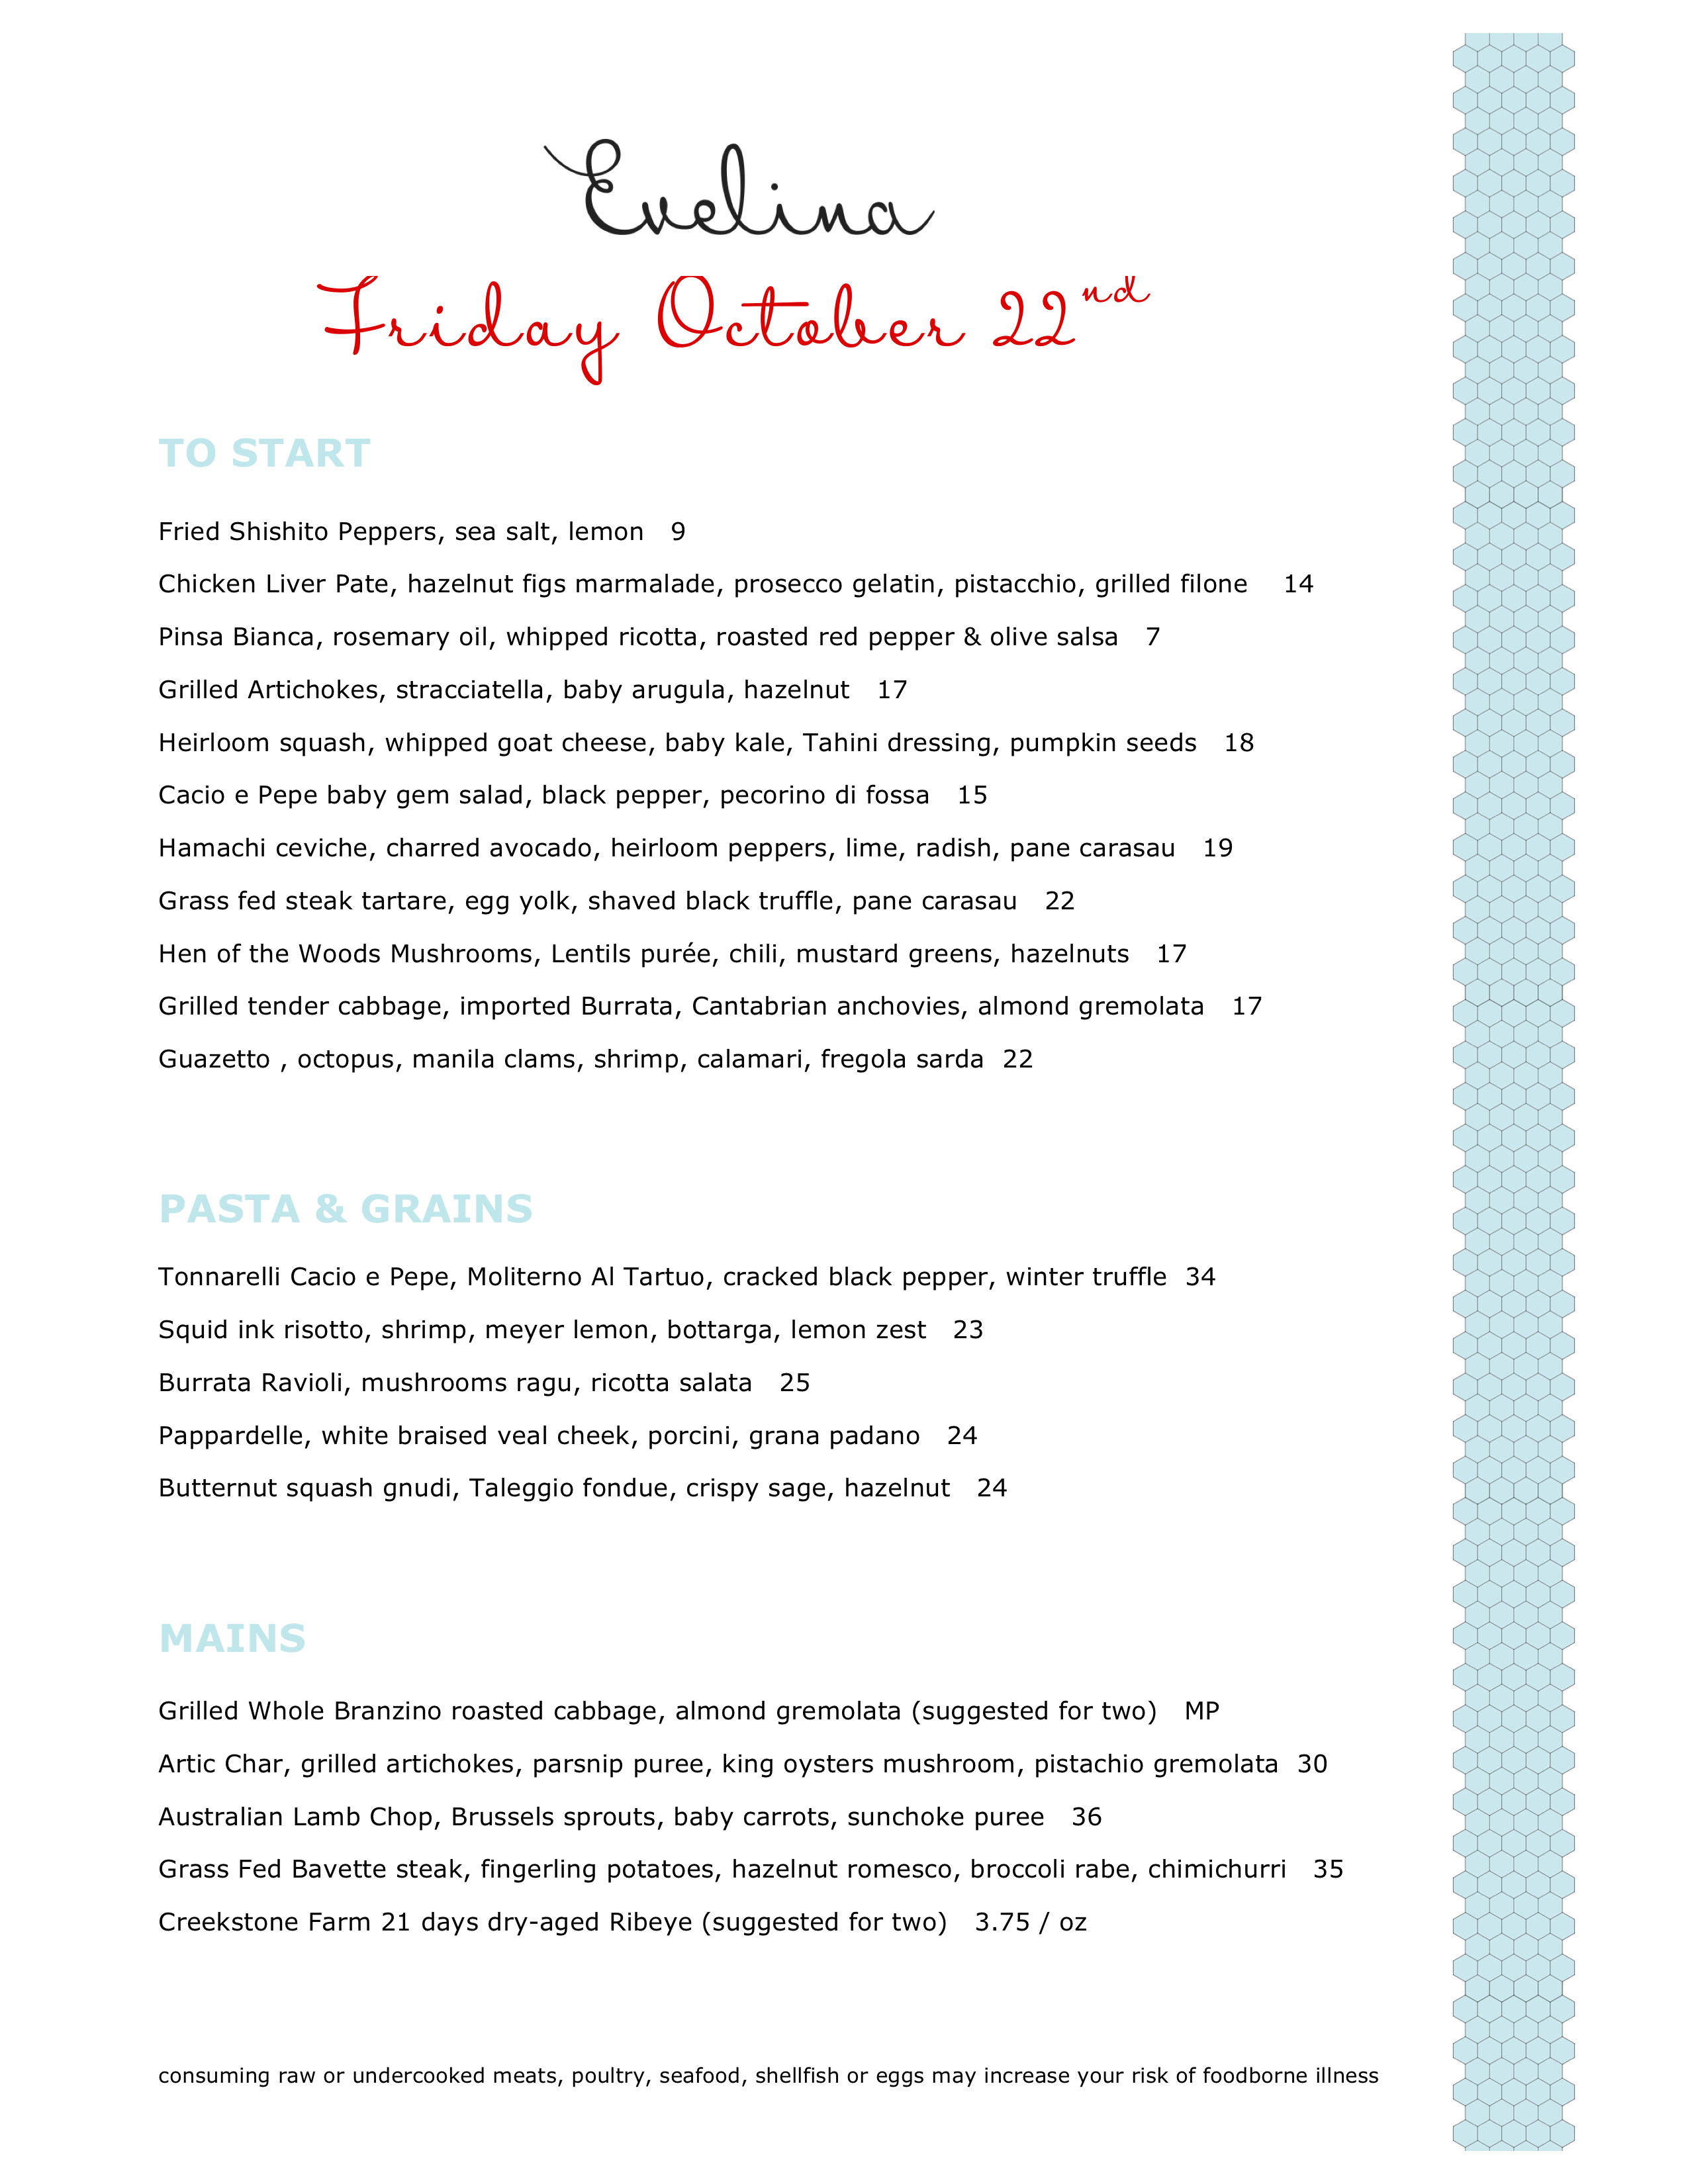 Evelina
Friday October 22nd
TO START
Fried Shishito Peppers, sea salt, lemon 9
Chicken Liver Pate, hazelnut figs marmalade, prosecco gelatin, pistacchio, grilled filone 14
Pinsa Bianca, rosemary oil, whipped ricotta, roasted red pepper & olive salsa 7
Grilled Artichokes, stracciatella, baby arugula, hazelnut 17
Heirloom squash, whipped goat cheese, baby kale, Tahini dressing, pumpkin seeds 18
Cacio e Pepe baby gem salad, black pepper, pecorino di fossa 15
Hamachi ceviche, charred avocado, heirloom peppers, lime, radish, pane carasau 19
Grass fed steak tartare, egg yolk, shaved black truffle, pane carasau 22
Hen of the Woods Mushrooms, Lentils purée, chili, mustard greens, hazelnuts 17
Grilled tender cabbage, imported Burrata, Cantabrian anchovies, almond gremolata 17
Guazetto , octopus, manila clams, shrimp, calamari, fregola sarda 22
PASTA & GRAINS
Tonnarelli Cacio e Pepe, Moliterno Al Tartuo, cracked black pepper, winter truffle 34
Squid ink risotto, shrimp, meyer lemon, bottarga, lemon zest 23
Burrata Ravioli, mushrooms ragu, ricotta salata 25
Pappardelle, white braised veal cheek, porcini, grana padano 24
Butternut squash gnudi, Taleggio fondue, crispy sage, hazelnut 24
MAINS
Grilled Whole Branzino roasted cabbage, almond gremolata (suggested for two) MP
Artic Char, grilled artichokes, parsnip puree, king oysters mushroom, pistachio gremolata 30
Australian Lamb Chop, Brussels sprouts, baby carrots, sunchoke puree 36
Grass Fed Bavette steak, fingerling potatoes, hazelnut romesco, broccoli rabe, chimichurri 35
Creekstone Farm 21 days dry-aged Ribeye (suggested for two) 3.75 / oz
consuming raw or undercooked meats, poultry, seafood, shellfish or eggs may increase your risk of foodborne illness